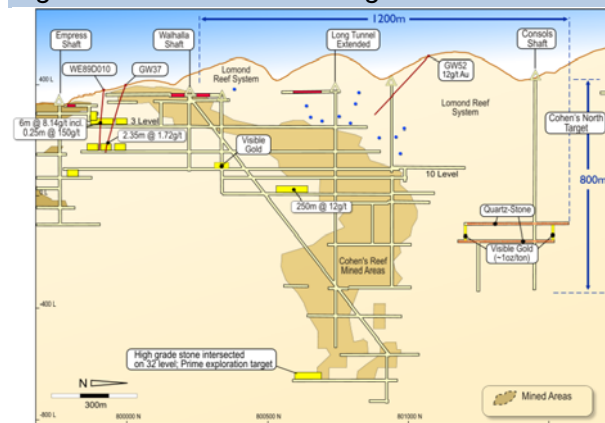 1200m
Empress
Shaft
Walhalla
Shaft
Long Tunnel
Extended
Consols
Shaft
WE89D010
GW37
Lomond
Reef System
GW52
12g/t Au
Lomond Reef
System
400 L
6m @ 8.14g/t incl.
0.25m @ 150g/t
3 Level
2.35m @ 1.72g/t
Visible
Gold
10 Level
Cohen's North
Target
800m
250m @ 12g/t
Quartz-Stone
Visible Gold
(~1oz/ton)
Cohen's Reef
Mined Areas
-400 L
High grade stone intersected
on 32 level; Prime exploration target
N
300m
Mined Areas
-800 L
800000 N
800500 N
801000 N